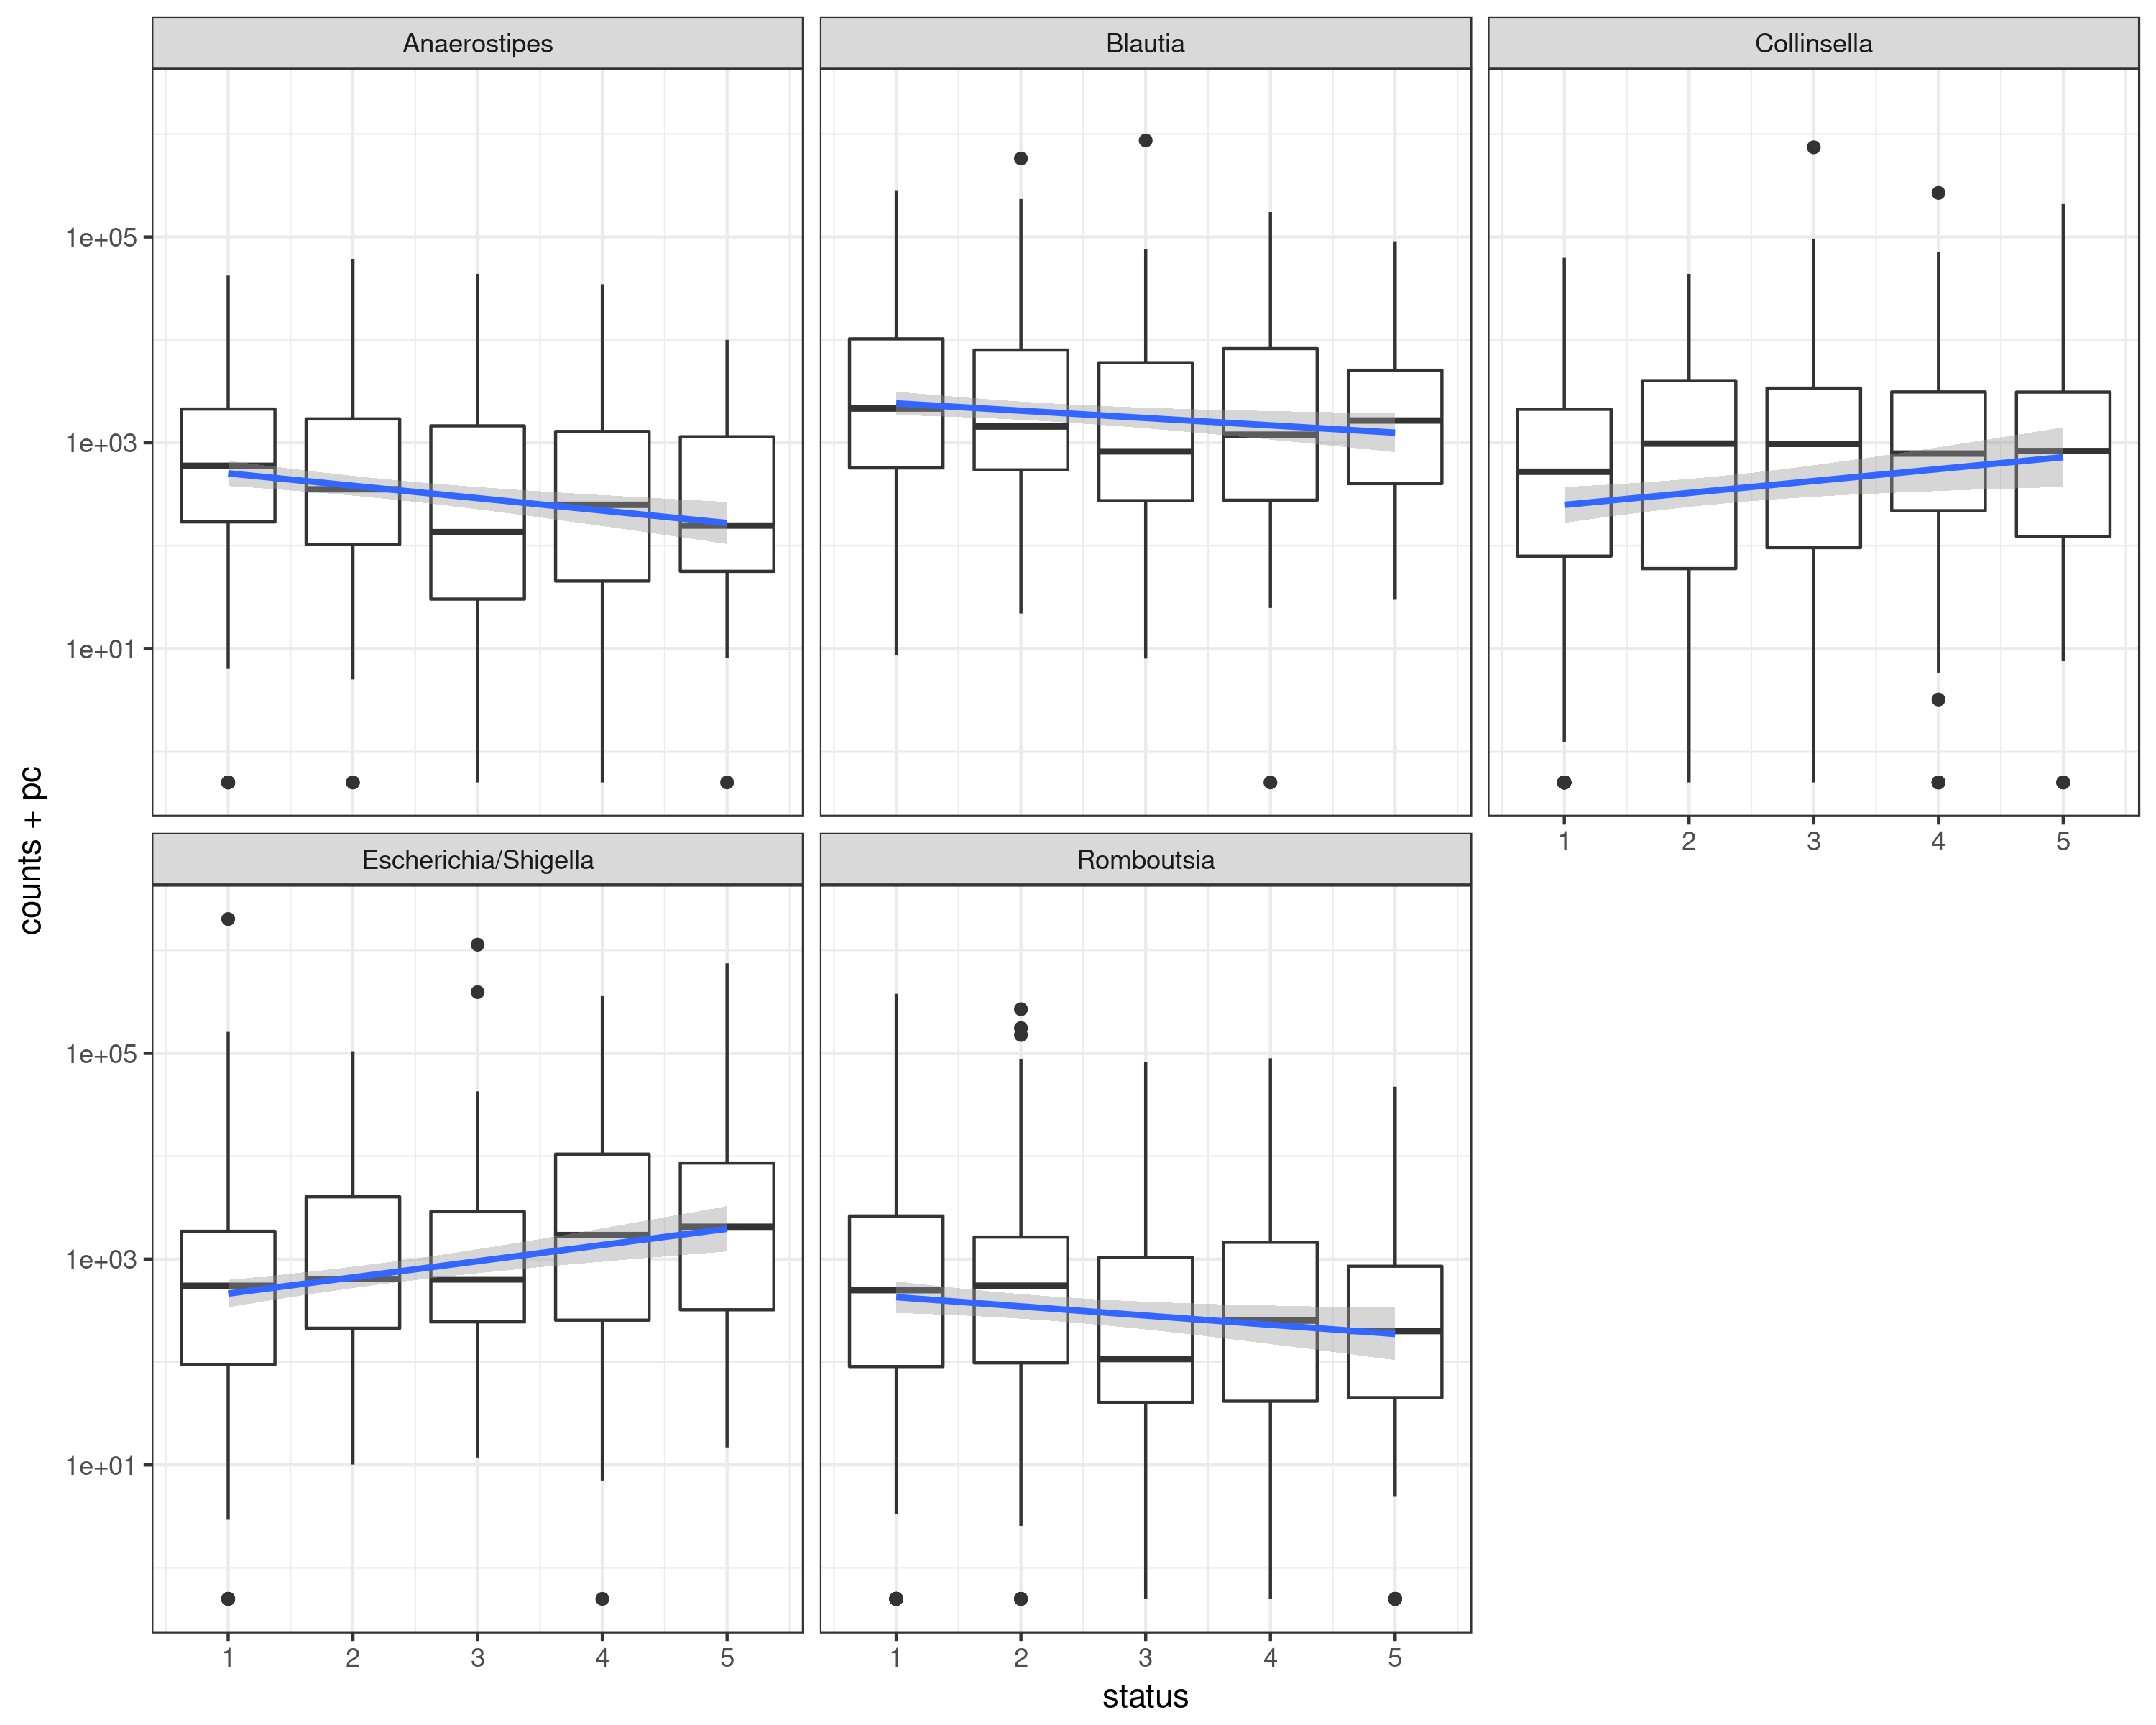 Anaerostipes
Blautia
Collinsella
1e+05
1e+03
1e+01
1 2 3 4 5
counts + pc
Escherichia/Shigella
Romboutsia
1e+05
1e+03
1e+01
1 2 3 4 5
1 2 3 4 5
status